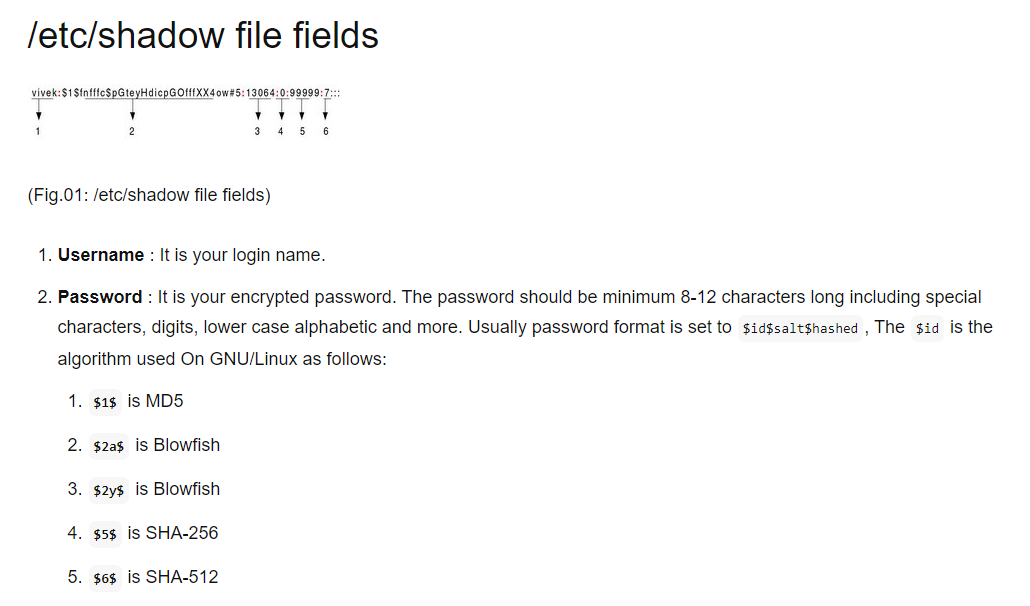 /etc/shadow file fields
vivek:$1$fnfffc$pGteyHdicpGOfffXX4ow#5:13064:0:99999:7:::
1 2 3 4 5 6
(Fig.01: /etc/shadow file fields)
1. Username : It is your login name.
2. Password : It is your encrypted password. The password should be minimum 8-12 characters long including special
characters, digits, lower case alphabetic and more. Usually password format is set to $id$salt$hashed , The $id is the
algorithm used On GNU/Linux as follows:
1. $1$ is MD5
2. $2a$ is Blowfish
3. $2y$ is Blowfish
4. $5$ is SHA-256
5. $6$ is SHA-512